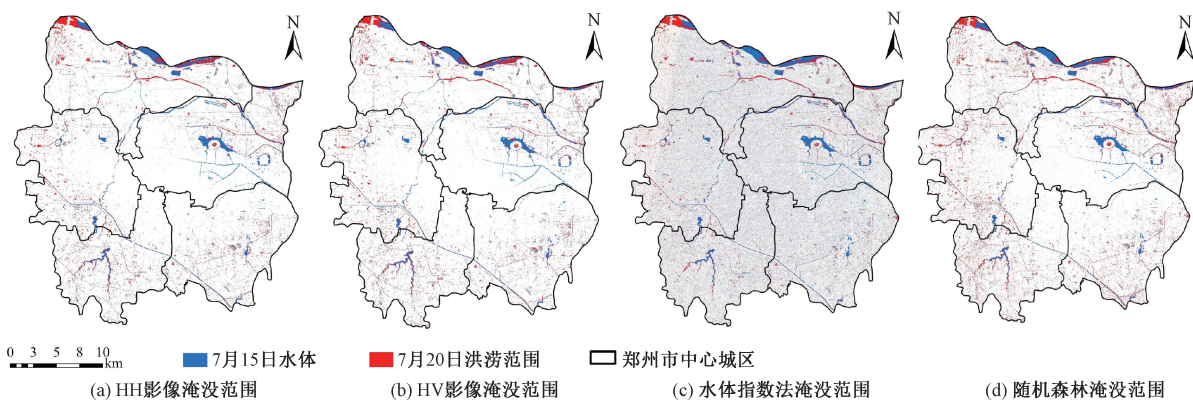 N
N
N
N
0 3 5 8 10
km
7月15日水体
7月20日洪涝范围
郑州市中心城区
(a) HH影像淹没范围
(b) HV影像淹没范围
(c) 水体指数法淹没范围
(d) 随机森林淹没范围